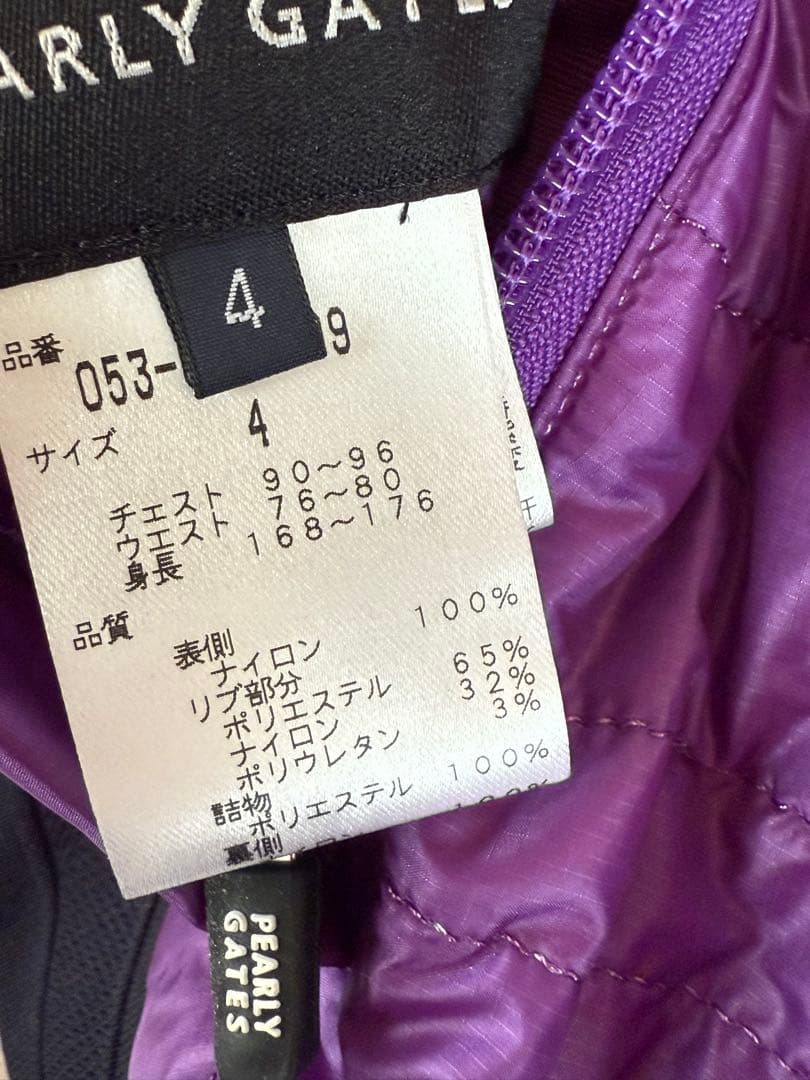 ARLY GATE
4
品番 053- 9
サイズ 4
チェスト 90～96
ウエスト 76～80
身長 168～176
品質
表側
ナイロン 100%
リブ部分
ポリエステル 65%
ナイロン 32%
ポリウレタン 3%
詰物
ポリエステル 100%
裏側
PEARLY
GATES